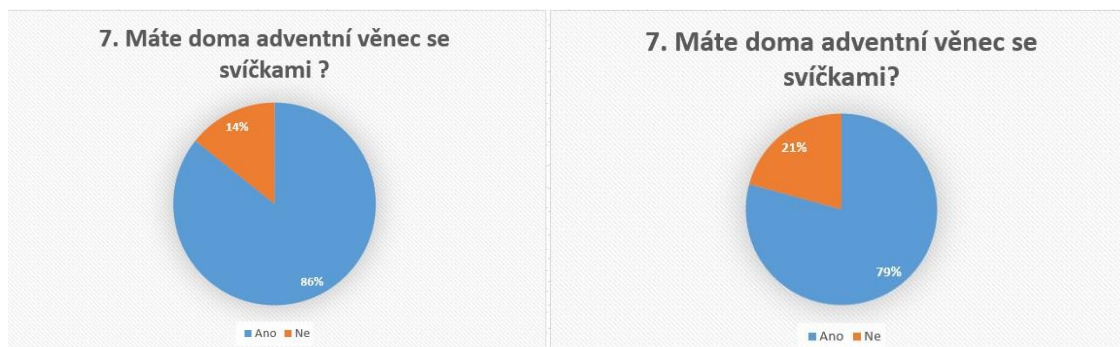 7. Máte doma adventní věnec se
svíčkami ?
14%
86%
Ano Ne
7. Máte doma adventní věnec se
svíčkami?
21%
79%
Ano Ne